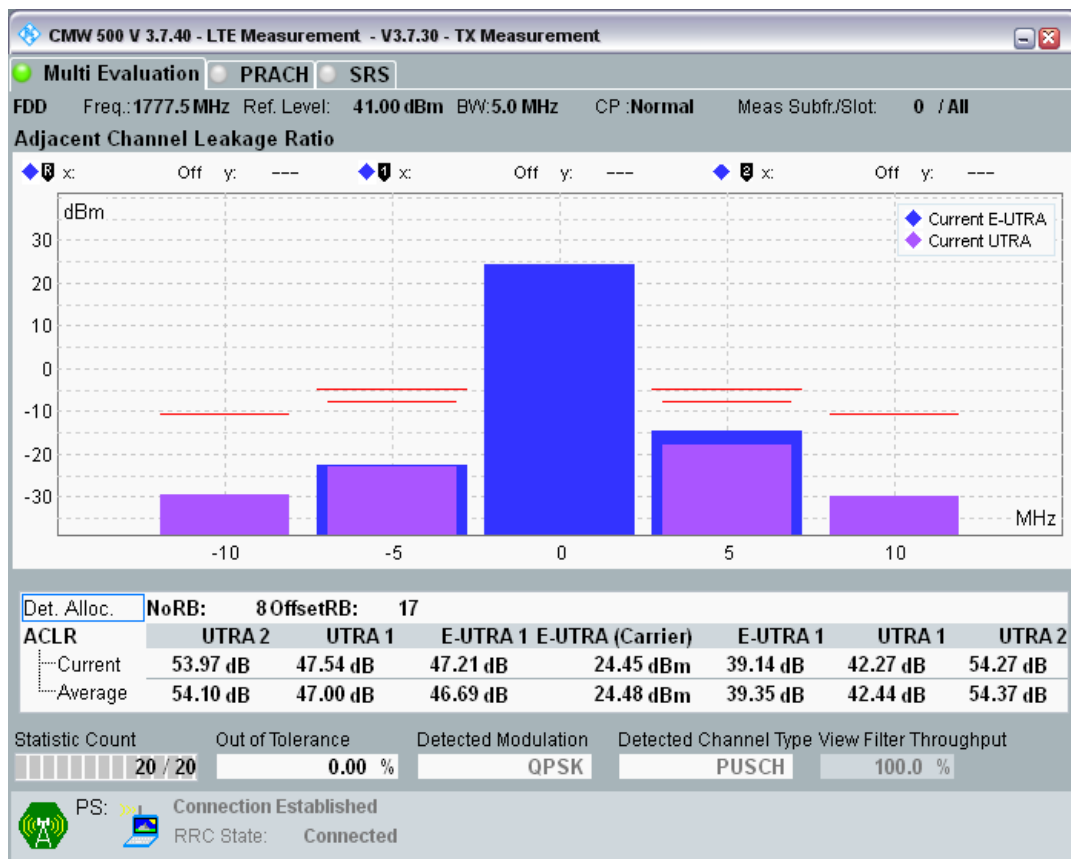 CMW 500 V 3.7.40 - LTE Measurement - V3.7.30 - TX Measurement
Multi Evaluation PRACH SRS
FDD Freq.:1777.5 MHz Ref. Level: 41.00 dBm BW:5.0 MHz CP :Normal Meas Subfr./Slot: 0 / All
Adjacent Channel Leakage Ratio
R x: Off y: --- 1 x: Off y: --- 2 x: Off y: ---
dBm
Current E-UTRA
Current UTRA
30
20
10
0
-10
-20
-30
MHz
-10 -5 0 5 10
Det. Alloc. NoRB: 8 OffsetRB: 17
ACLR UTRA 2 UTRA 1 E-UTRA 1 E-UTRA (Carrier) E-UTRA 1 UTRA 1 UTRA 2
Current 53.97 dB 47.54 dB 47.21 dB 24.45 dBm 39.14 dB 42.27 dB 54.27 dB
Average 54.10 dB 47.00 dB 46.69 dB 24.48 dBm 39.35 dB 42.44 dB 54.37 dB
Statistic Count Out of Tolerance Detected Modulation Detected Channel Type View Filter Throughput
20 / 20 0.00 % QPSK PUSCH 100.0 %
PS: Connection Established
RRC State: Connected